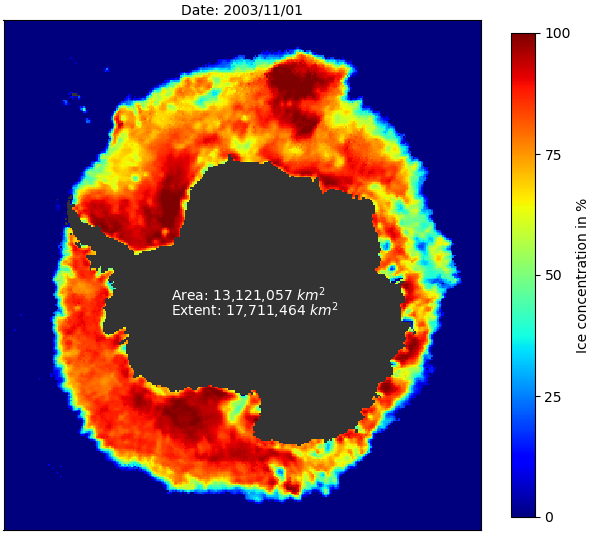 Date: 2003/11/01
Area: 13,121,057 km²
Extent: 17,711,464 km²
100
75
50
25
0
Ice concentration in %